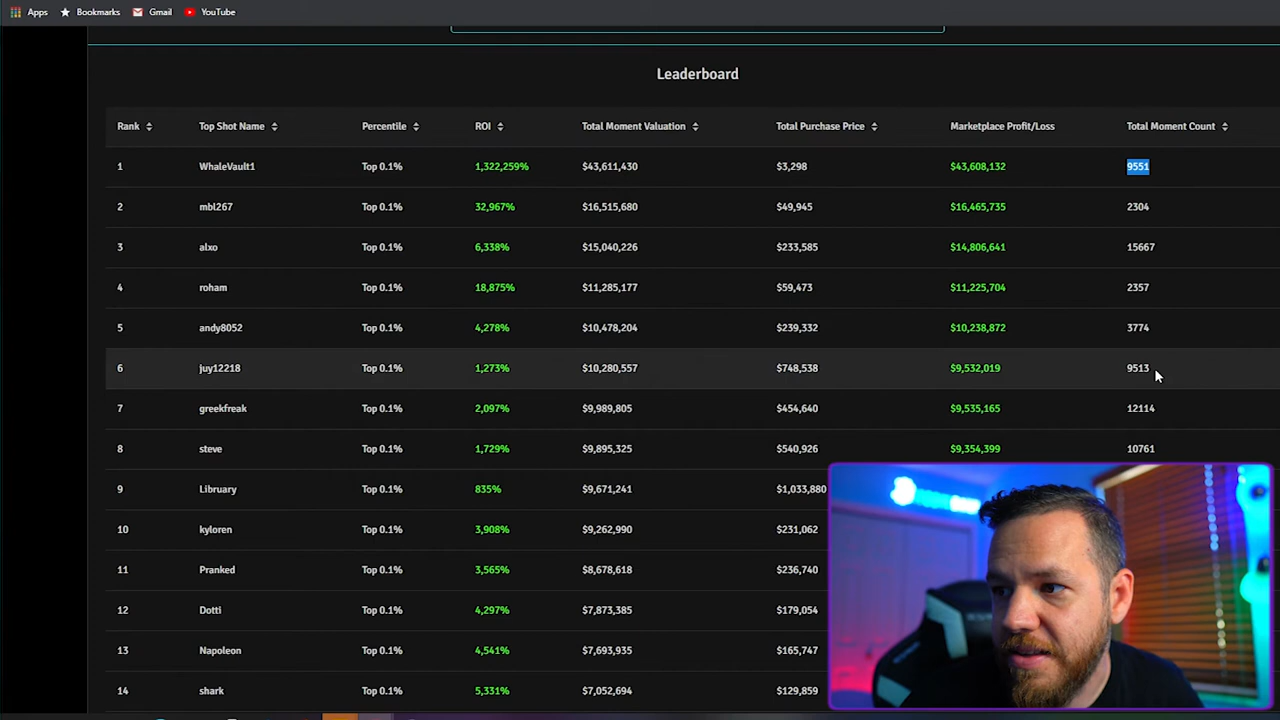 Apps Bookmarks Gmail YouTube
Leaderboard
Rank Top Shot Name Percentile ROI Total Moment Valuation Total Purchase Price Marketplace Profit/Loss Total Moment Count
1 WhaleVault1 Top 0.1% 1,322,259% $43,611,430 $3,298 $43,608,132 9551
2 mbl267 Top 0.1% 32,967% $16,515,680 $49,945 $16,465,735 2304
3 alxo Top 0.1% 6,338% $15,040,226 $233,585 $14,806,641 15667
4 roham Top 0.1% 18,875% $11,285,177 $59,473 $11,225,704 2357
5 andy8052 Top 0.1% 4,278% $10,478,204 $239,332 $10,238,872 3774
6 juy12218 Top 0.1% 1,273% $10,280,557 $748,538 $9,532,019 9513
7 greekfreak Top 0.1% 2,097% $9,989,805 $454,640 $9,535,165 12114
8 steve Top 0.1% 1,729% $9,895,325 $540,926 $9,354,399 10761
9 Libruary Top 0.1% 835% $9,671,241 $1,033,880
10 kyloren Top 0.1% 3,908% $9,262,990 $231,062
11 Pranked Top 0.1% 3,565% $8,678,618 $236,740
12 Dotti Top 0.1% 4,297% $7,873,385 $179,054
13 Napoleon Top 0.1% 4,541% $7,693,935 $165,747
14 shark Top 0.1% 5,331% $7,052,694 $129,859